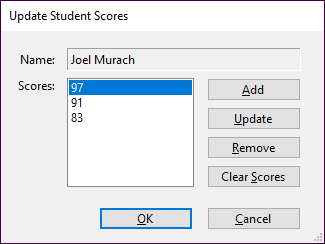 Update Student Scores
Name: Joel Murach
Scores: 97
91
83
Add
Update
Remove
Clear Scores
OK
Cancel